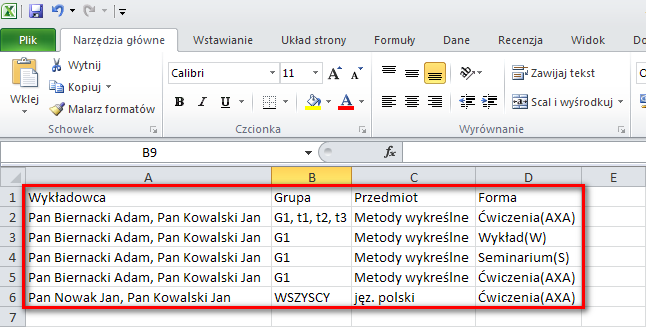 Plik Narzędzia główne Wstawianie Układ strony Formuły Dane Recenzja Widok
Wklej
Wytnij
Kopiuj
Malarz formatów
Schowek
Calibri 11 A A
B I U A
Czcionka
Zawijaj tekst
Scal i wyśrodkuj
Wyrównanie
B9 fx
A B C D E
1 Wykładowca Grupa Przedmiot Forma
2 Pan Biernacki Adam, Pan Kowalski Jan G1, t1, t2, t3 Metody wykreślne Ćwiczenia(AXA)
3 Pan Biernacki Adam, Pan Kowalski Jan G1 Metody wykreślne Wykład(W)
4 Pan Biernacki Adam, Pan Kowalski Jan G1 Metody wykreślne Seminarium(S)
5 Pan Biernacki Adam, Pan Kowalski Jan G1 Metody wykreślne Ćwiczenia(AXA)
6 Pan Nowak Jan, Pan Kowalski Jan WSZYSCY jęz. polski Ćwiczenia(AXA)
7